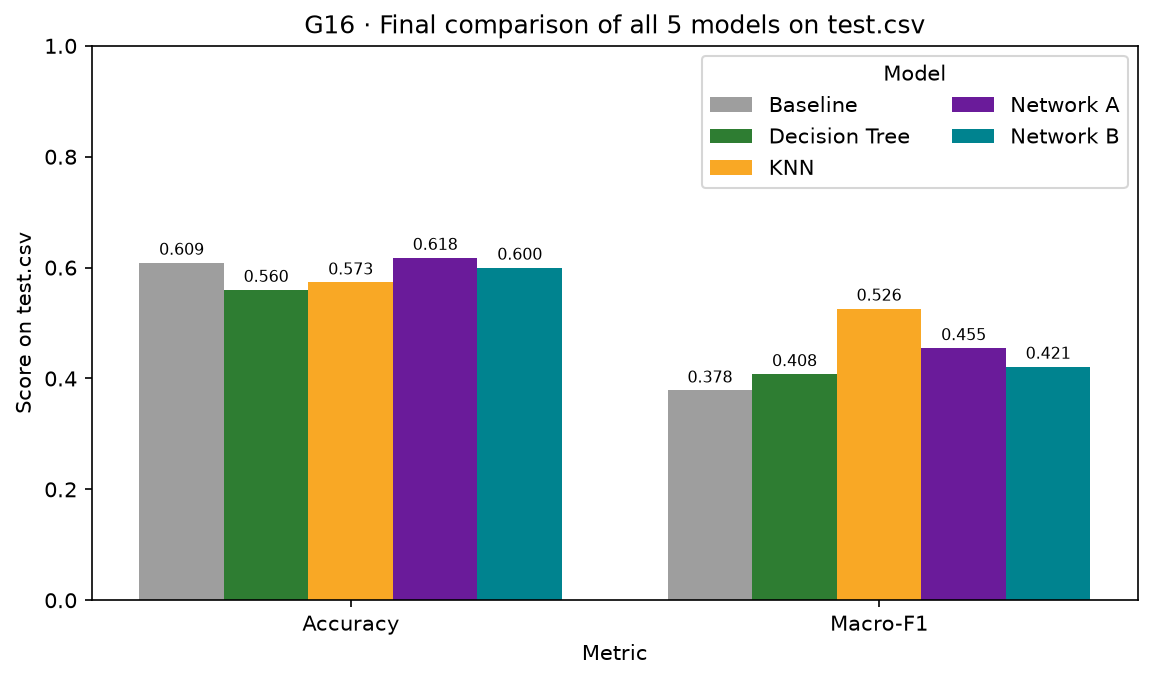 G16 · Final comparison of all 5 models on test.csv
Model
Baseline
Decision Tree
KNN
Network A
Network B
Score on test.csv
1.0
0.8
0.6
0.4
0.2
0.0
0.609
0.560
0.573
0.618
0.600
0.378
0.408
0.526
0.455
0.421
Accuracy
Macro-F1
Metric